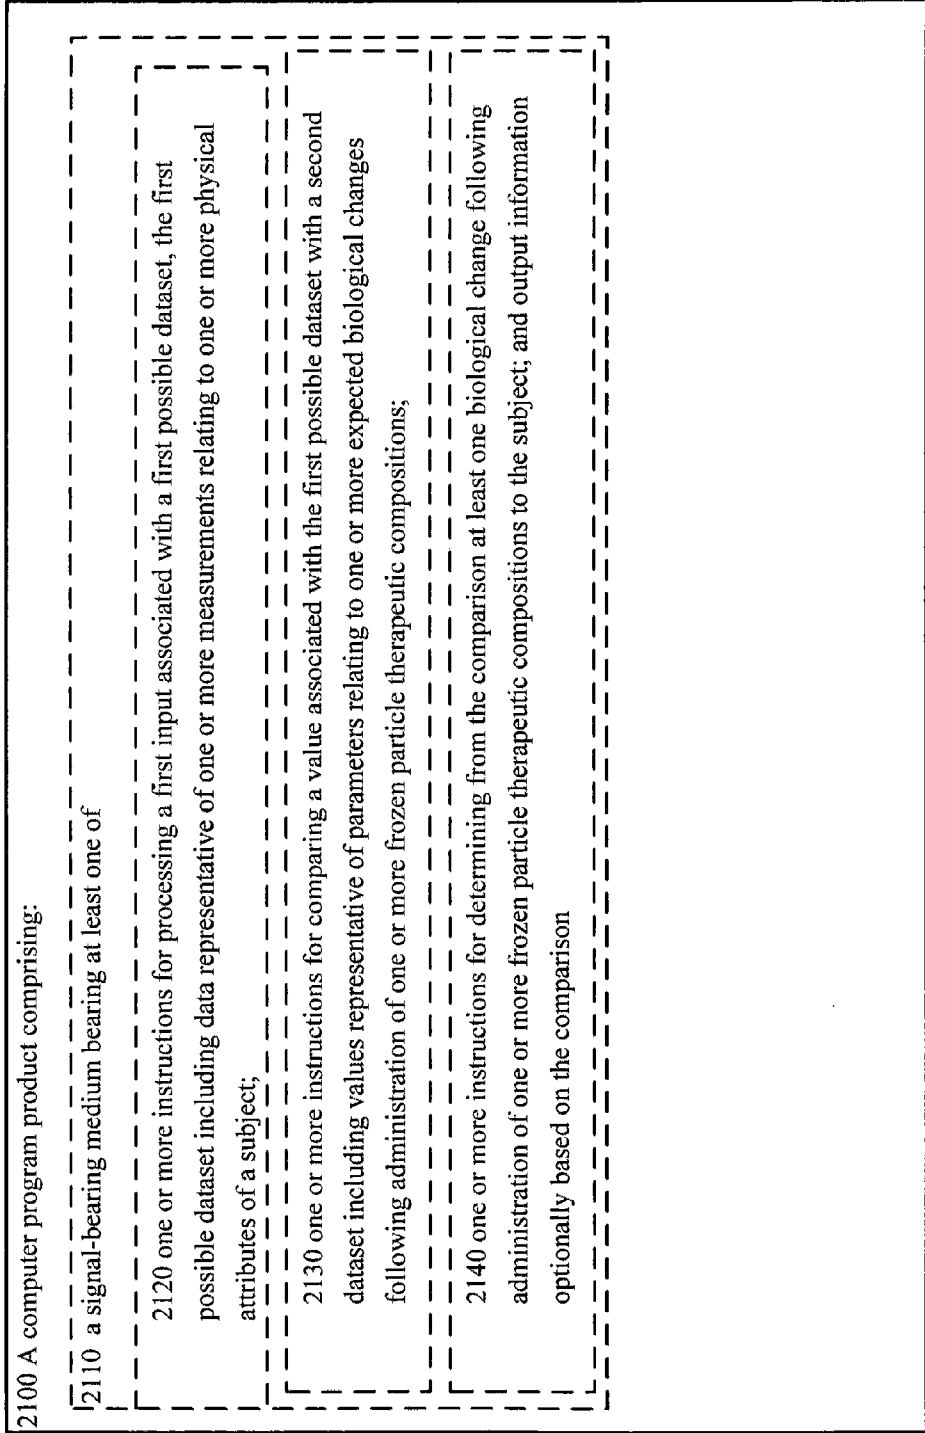 2100 A computer program product comprising:
2110 a signal-bearing medium bearing at least one of
2120 one or more instructions for processing a first input associated with a first possible dataset, the first
possible dataset including data representative of one or more measurements relating to one or more physical
attributes of a subject;
2130 one or more instructions for comparing a value associated with the first possible dataset with a second
dataset including values representative of parameters relating to one or more expected biological changes
following administration of one or more frozen particle therapeutic compositions;
2140 one or more instructions for determining from the comparison at least one biological change following
administration of one or more frozen particle therapeutic compositions to the subject; and output information
optionally based on the comparison